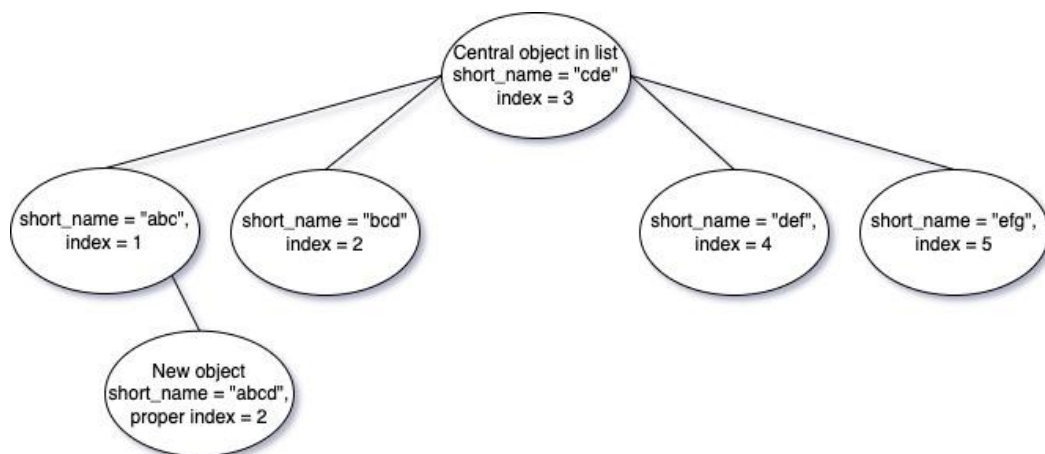 Central object in list
short_name = "cde"
index = 3
short_name = "abc",
index = 1
short_name = "bcd"
index = 2
short_name = "def",
index = 4
short_name = "efg",
index = 5
New object
short_name = "abcd",
proper index = 2